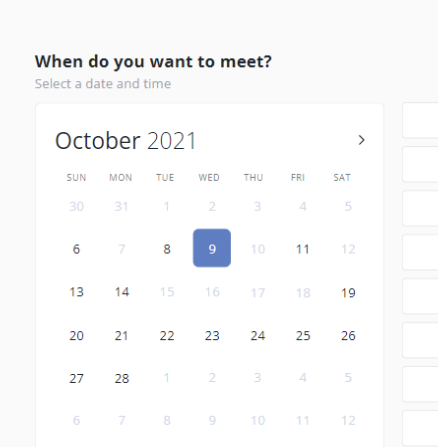 When do you want to meet?
Select a date and time
October 2021
SUN MON TUE WED THU FRI SAT
30 31 1 2 3 4 5
6 7 8 9 10 11 12
13 14 15 16 17 18 19
20 21 22 23 24 25 26
27 28 1 2 3 4 5
6 7 8 9 10 11 12